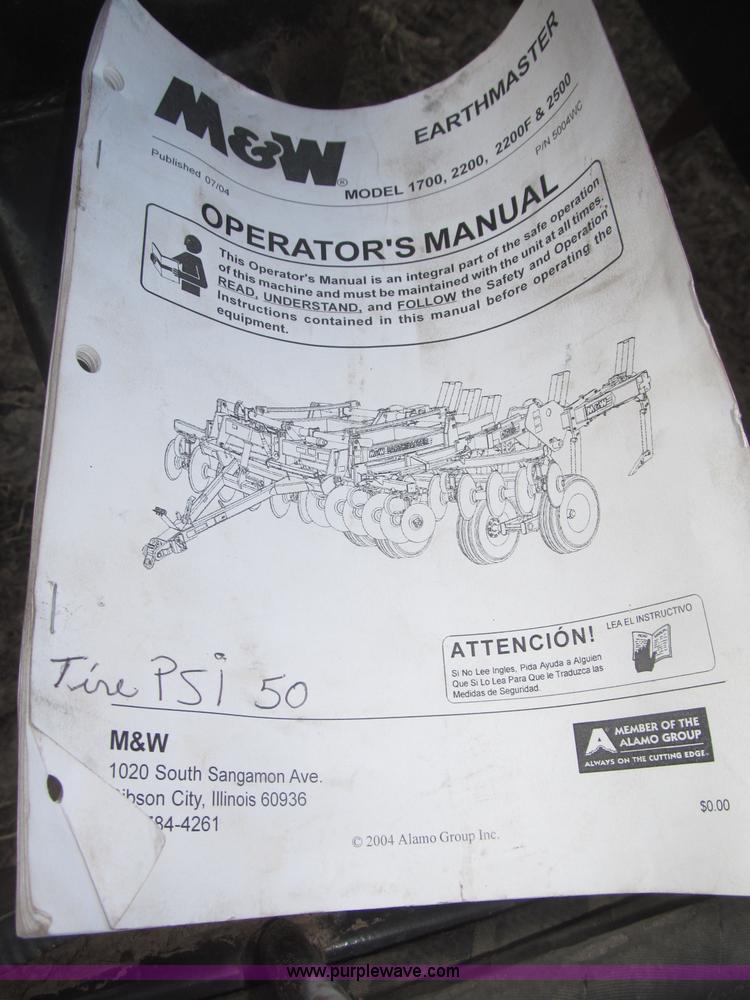 M&W®
EARTHMASTER
Published 07/04
MODEL 1700, 2200, 2200F & 2500
P/N 5004WC
OPERATOR'S MANUAL
This Operator's Manual is an integral part of the safe operation
of this machine and must be maintained with the unit at all times.
READ, UNDERSTAND, and FOLLOW the Safety and Operation
Instructions contained in this manual before operating the
equipment.
M&W EARTHMASTER
M&W
ATTENCIÓN!
LEA EL INSTRUCTIVO
Si No Lee Ingles, Pida Ayuda a Alguien
Que Si Lo Lea Para Que le Traduzca las
Medidas de Seguridad.
Tire PSi 50
M&W
1020 South Sangamon Ave.
Gibson City, Illinois 60936
784-4261
MEMBER OF THE
ALAMO GROUP
ALWAYS ON THE CUTTING EDGE
$0.00
© 2004 Alamo Group Inc.
www.purplewave.com